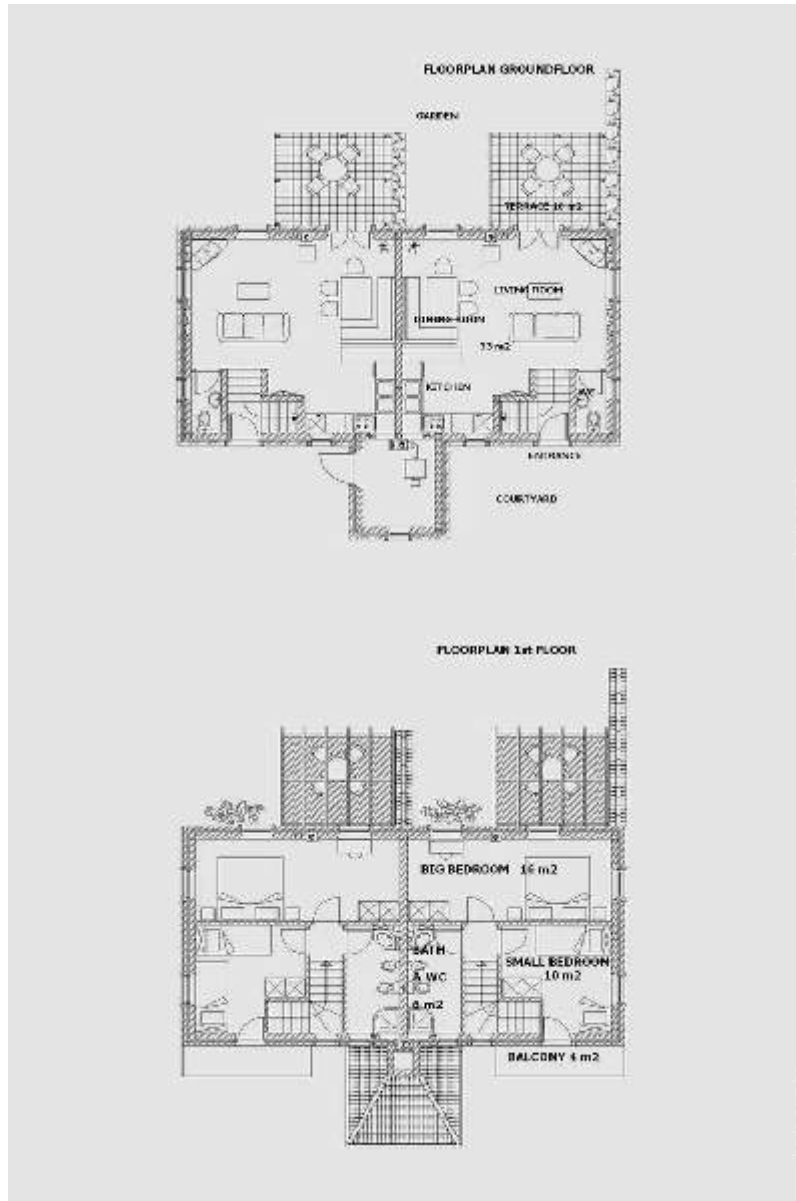 FLOORPLAN GROUNDFLOOR
GARDEN
TERRACE 16 m2
LIVING ROOM
DINING ROOM
33 m2
KITCHEN
ENTRANCE
COURTYARD
FLOORPLAN 1st FLOOR
BIG BEDROOM 16 m2
BATH
& WC
6 m2
SMALL BEDROOM
10 m2
BALCONY 4 m2